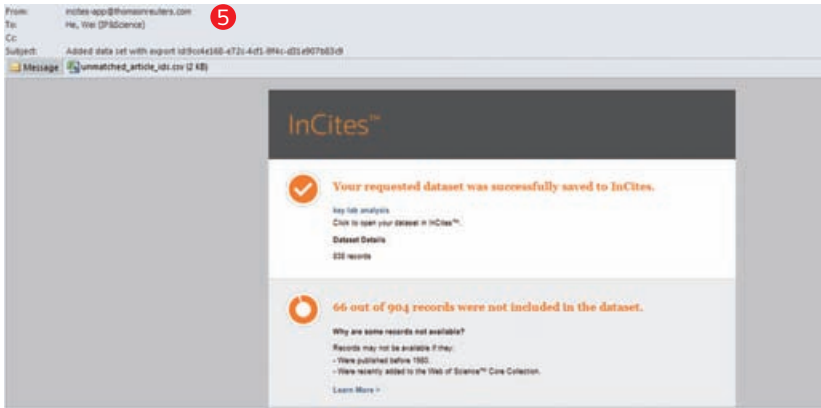 From: incites-app@thomsonreuters.com
To: He, Wei (IP&Science)
Cc:
Subject: Added data set with export
5
Message unmatched_article_ids.csv (2 KB)
InCites™
Your requested dataset was successfully saved to InCites.
key lab analysis
Click to open your dataset in InCites™.
Dataset Details
838 records
66 out of 904 records were not included in the dataset.
Why are some records not available?
Records may not be available if they:
- Were published before 1980.
- Were recently added to the Web of Science™ Core Collection.
Learn More >